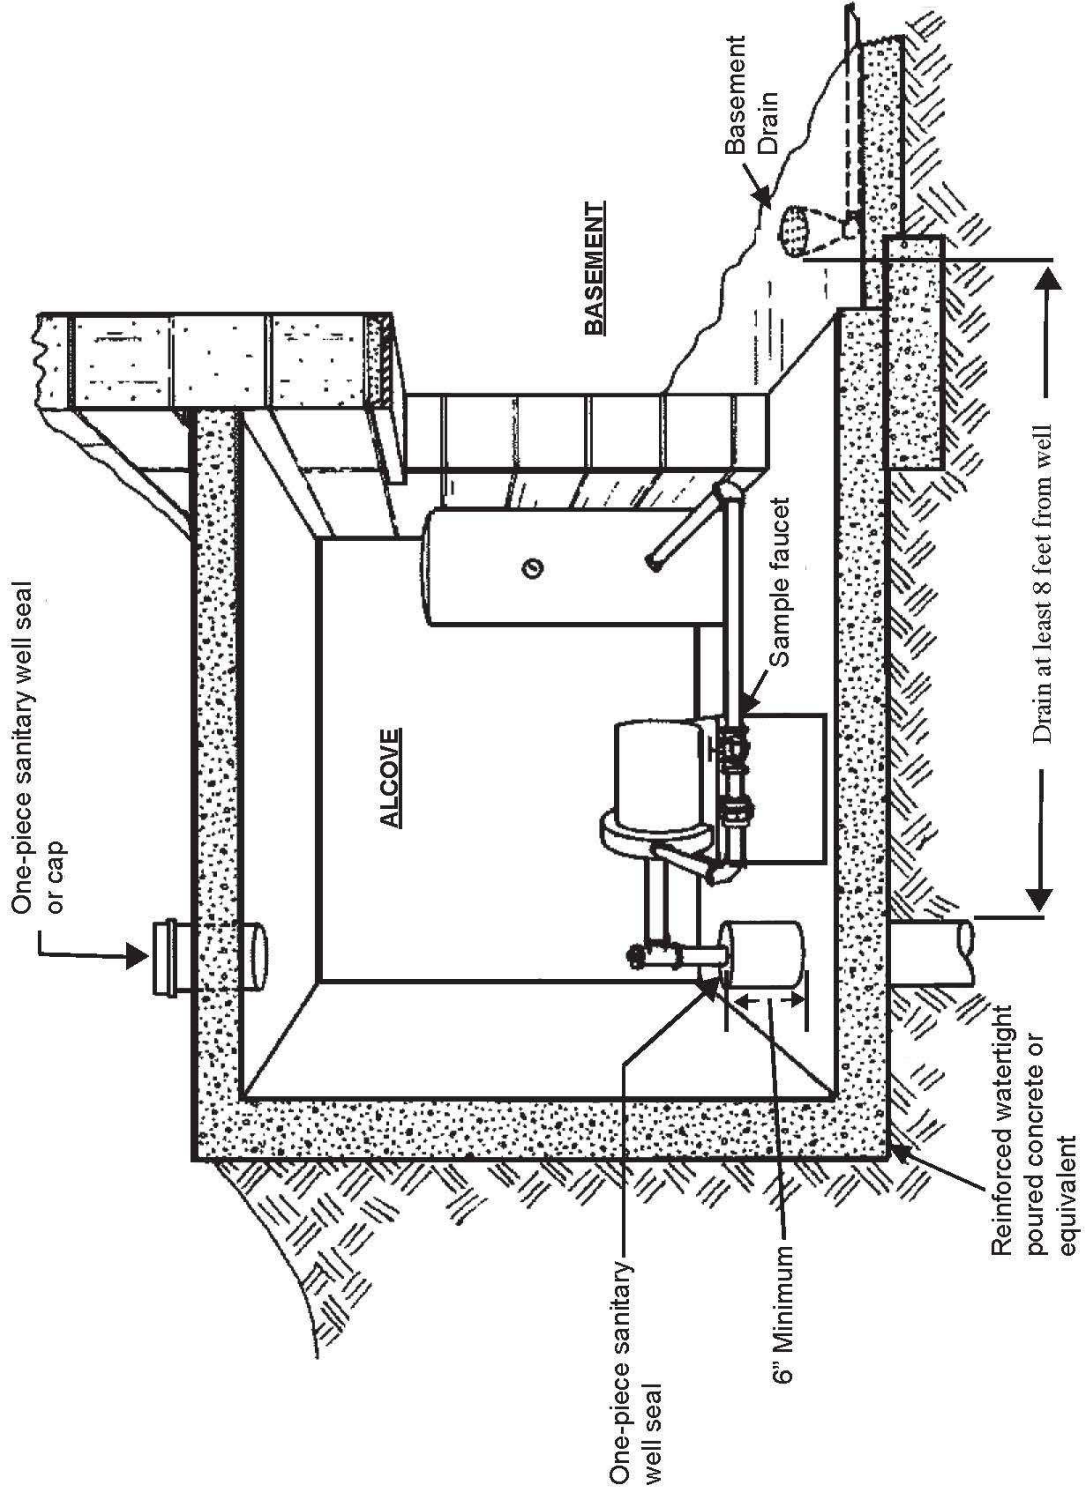 One-piece sanitary well seal
or cap
BASEMENT
Basement
Drain
ALCOVE
Sample faucet
One-piece sanitary
well seal
6” Minimum
Reinforced watertight
poured concrete or
equivalent
Drain at least 8 feet from well